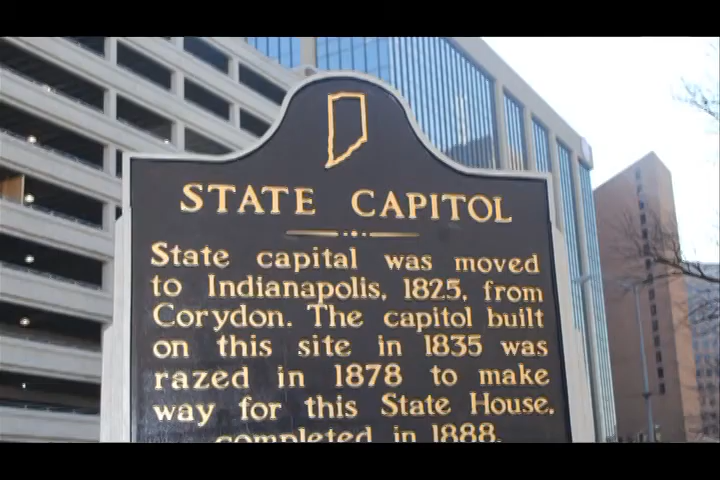 STATE CAPITOL
State capital was moved
to Indianapolis, 1825, from
Corydon. The capitol built
on this site in 1835 was
razed in 1878 to make
way for this State House,
completed in 1888.